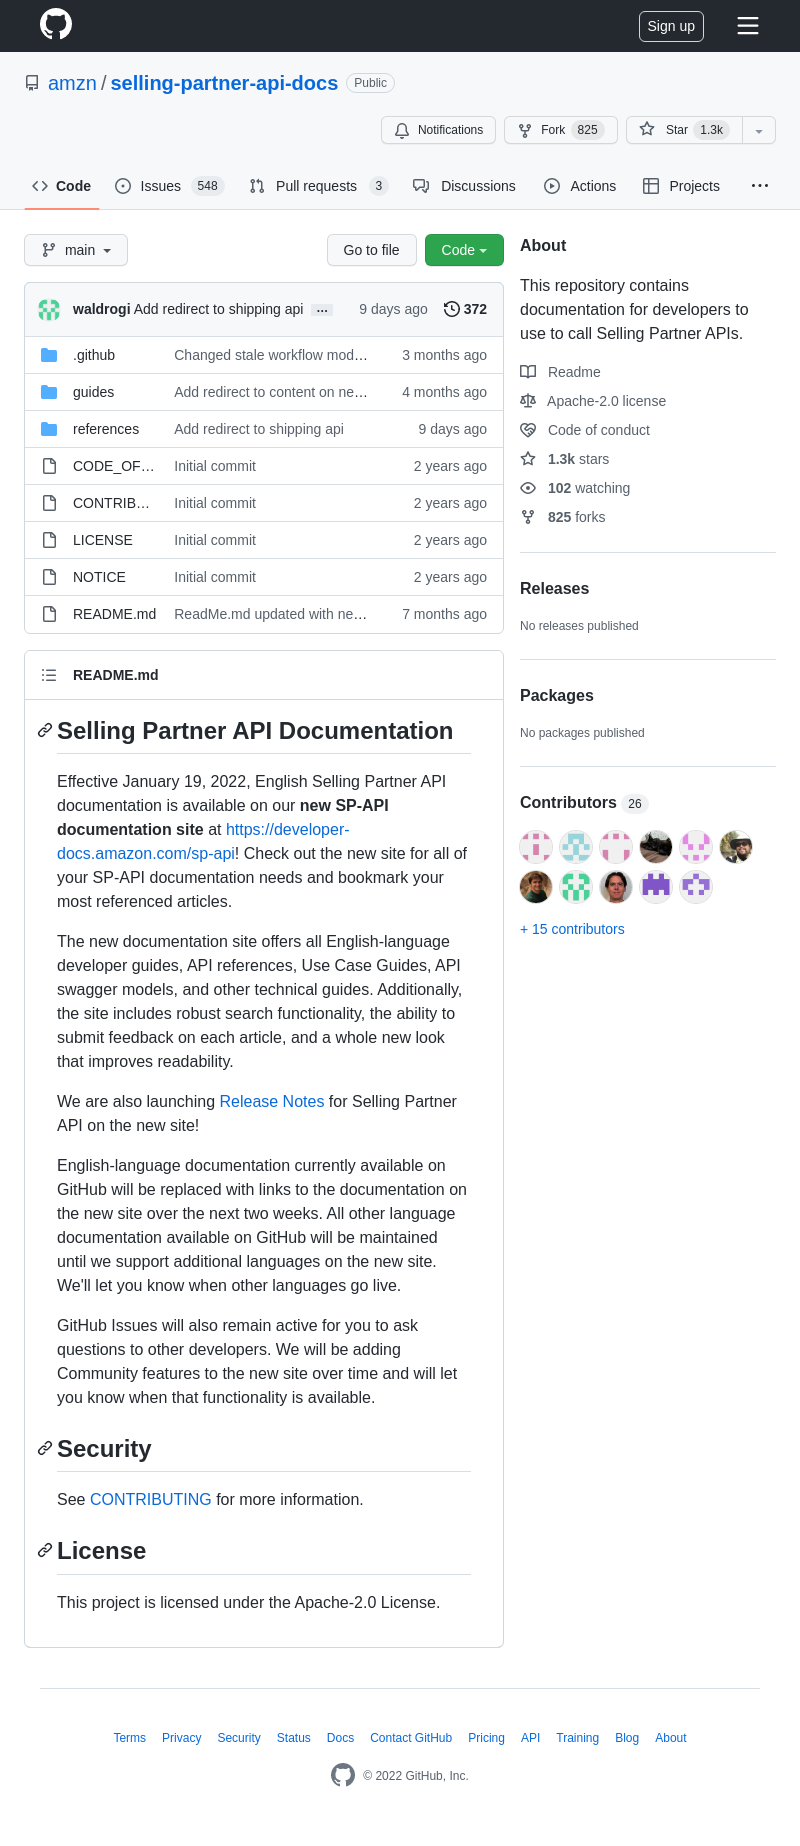 Sign up
amzn / selling-partner-api-docs Public
Notifications Fork 825 Star 1.3k
Code Issues 548 Pull requests 3 Discussions Actions Projects
main Go to file Code
waldrogi Add redirect to shipping api … 9 days ago 372
.github Changed stale workflow mod… 3 months ago
guides Add redirect to content on ne… 4 months ago
references Add redirect to shipping api 9 days ago
CODE_OF… Initial commit 2 years ago
CONTRIB… Initial commit 2 years ago
LICENSE Initial commit 2 years ago
NOTICE Initial commit 2 years ago
README.md ReadMe.md updated with ne… 7 months ago
README.md
Selling Partner API Documentation
Effective January 19, 2022, English Selling Partner API
documentation is available on our new SP-API
documentation site at https://developer-
docs.amazon.com/sp-api! Check out the new site for all of
your SP-API documentation needs and bookmark your
most referenced articles.
The new documentation site offers all English-language
developer guides, API references, Use Case Guides, API
swagger models, and other technical guides. Additionally,
the site includes robust search functionality, the ability to
submit feedback on each article, and a whole new look
that improves readability.
We are also launching Release Notes for Selling Partner
API on the new site!
English-language documentation currently available on
GitHub will be replaced with links to the documentation on
the new site over the next two weeks. All other language
documentation available on GitHub will be maintained
until we support additional languages on the new site.
We'll let you know when other languages go live.
GitHub Issues will also remain active for you to ask
questions to other developers. We will be adding
Community features to the new site over time and will let
you know when that functionality is available.
Security
See CONTRIBUTING for more information.
License
This project is licensed under the Apache-2.0 License.
About
This repository contains
documentation for developers to
use to call Selling Partner APIs.
Readme
Apache-2.0 license
Code of conduct
1.3k stars
102 watching
825 forks
Releases
No releases published
Packages
No packages published
Contributors 26
+ 15 contributors
Terms Privacy Security Status Docs Contact GitHub Pricing API Training Blog About
© 2022 GitHub, Inc.